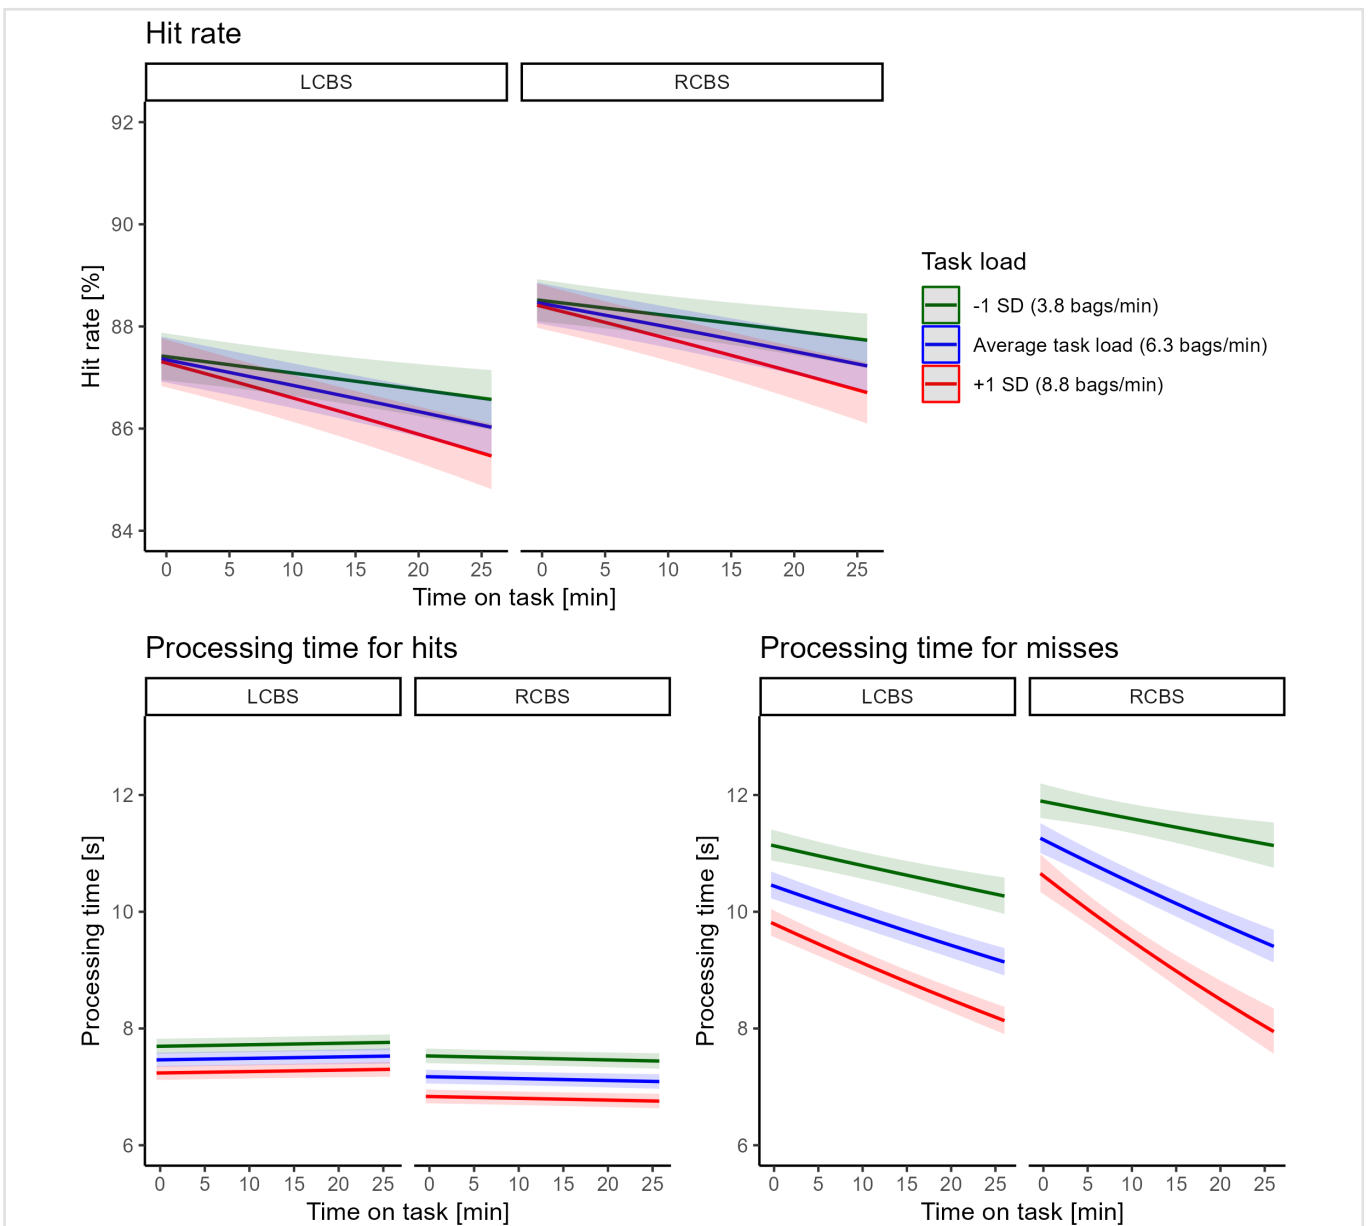 Hit rate
LCBS RCBS
92
90
88
86
84
Hit rate [%]
0 5 10 15 20 25 0 5 10 15 20 25
Time on task [min]
Task load
-1 SD (3.8 bags/min)
Average task load (6.3 bags/min)
+1 SD (8.8 bags/min)
Processing time for hits
LCBS RCBS
12
10
8
6
Processing time [s]
0 5 10 15 20 25 0 5 10 15 20 25
Time on task [min]
Processing time for misses
LCBS RCBS
12
10
8
6
Processing time [s]
0 5 10 15 20 25 0 5 10 15 20 25
Time on task [min]